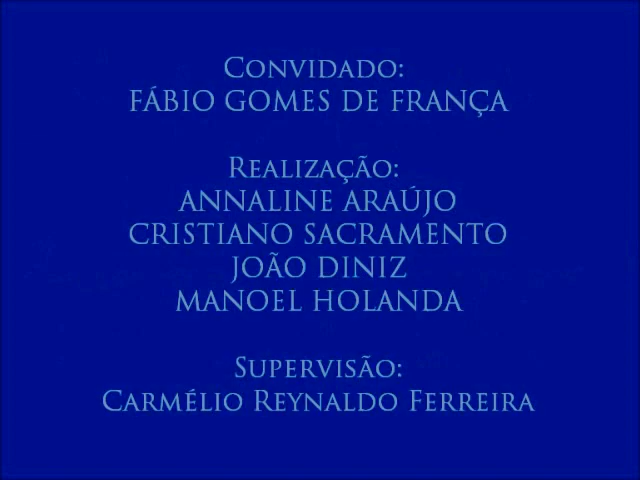 Convidado:
FÁBIO GOMES DE FRANÇA
Realização:
ANNALINE ARAÚJO
CRISTIANO SACRAMENTO
JOÃO DINIZ
MANOEL HOLANDA
Supervisão:
Carmélio Reynaldo Ferreira